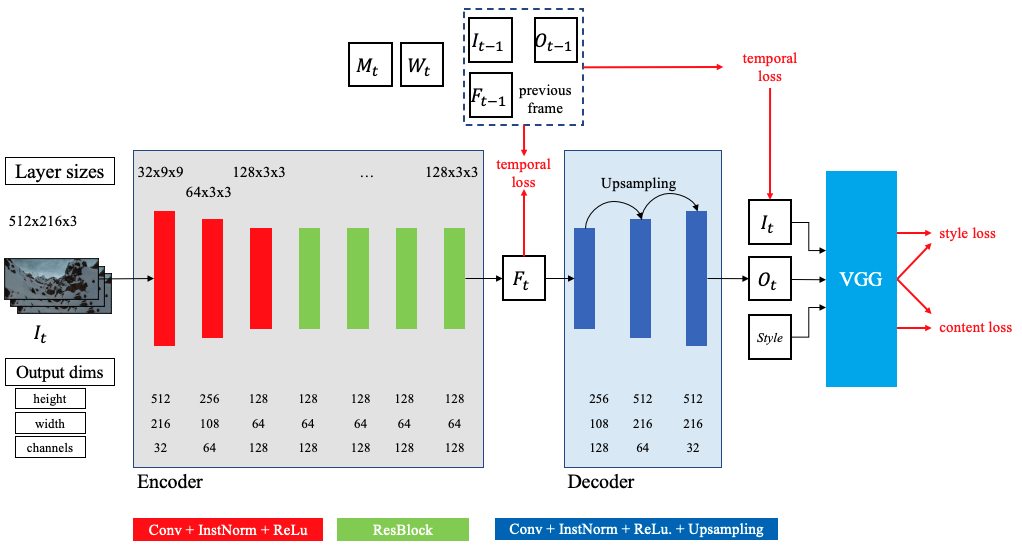 M_t W_t I_{t−1} O_{t−1}
F_{t−1} previous
frame
temporal
loss
Layer sizes
512x216x3
I_t
32x9x9 128x3x3 ... 128x3x3
64x3x3
temporal
loss
F_t
Upsampling
I_t
O_t
Style
VGG
style loss
content loss
Output dims
height 512 256 128 128 128 128 128 256 512 512
width 216 108 64 64 64 64 64 108 216 216
channels 32 64 128 128 128 128 128 128 64 32
Encoder Decoder
Conv + InstNorm + ReLu ResBlock Conv + InstNorm + ReLu. + Upsampling